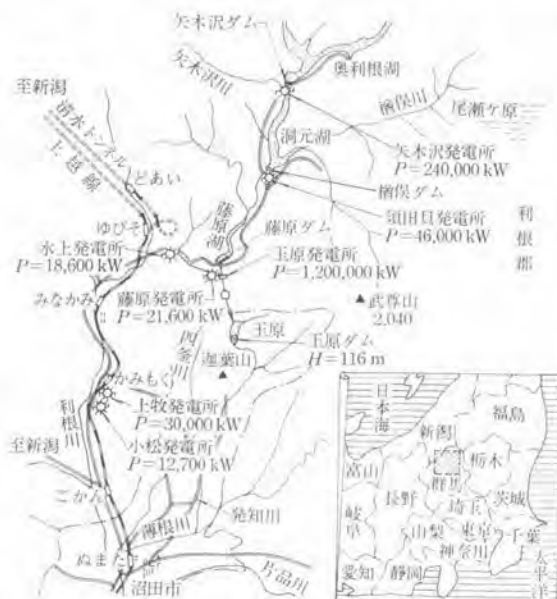 矢木沢ダム
奥利根湖
矢木沢川
至新潟
楢俣川
尾瀬ケ原
清水トンネル
洞元湖
上越線
矢木沢発電所
P=240,000 kW
どあい
楢俣ダム
藤原湖
藤原ダム
須田貝発電所
P=46,000 kW
利根郡
ゆびそ
水上発電所
P=18,600 kW
玉原発電所
P=1,200,000 kW
みなかみ
藤原発電所
P=21,600 kW
武尊山
2,040
玉原
四釜川
玉原ダム
H=116 m
迦葉山
かみもく
上牧発電所
P=30,000 kW
利根川
小松発電所
P=12,700 kW
至新潟
ごかん
薄根川
発知川
ぬまた
沼田市
片品川
日本海
福島
新潟
富山
栃木
群馬
長野
埼玉
茨城
岐阜
山梨
東京
千葉
神奈川
愛知
静岡
太平洋